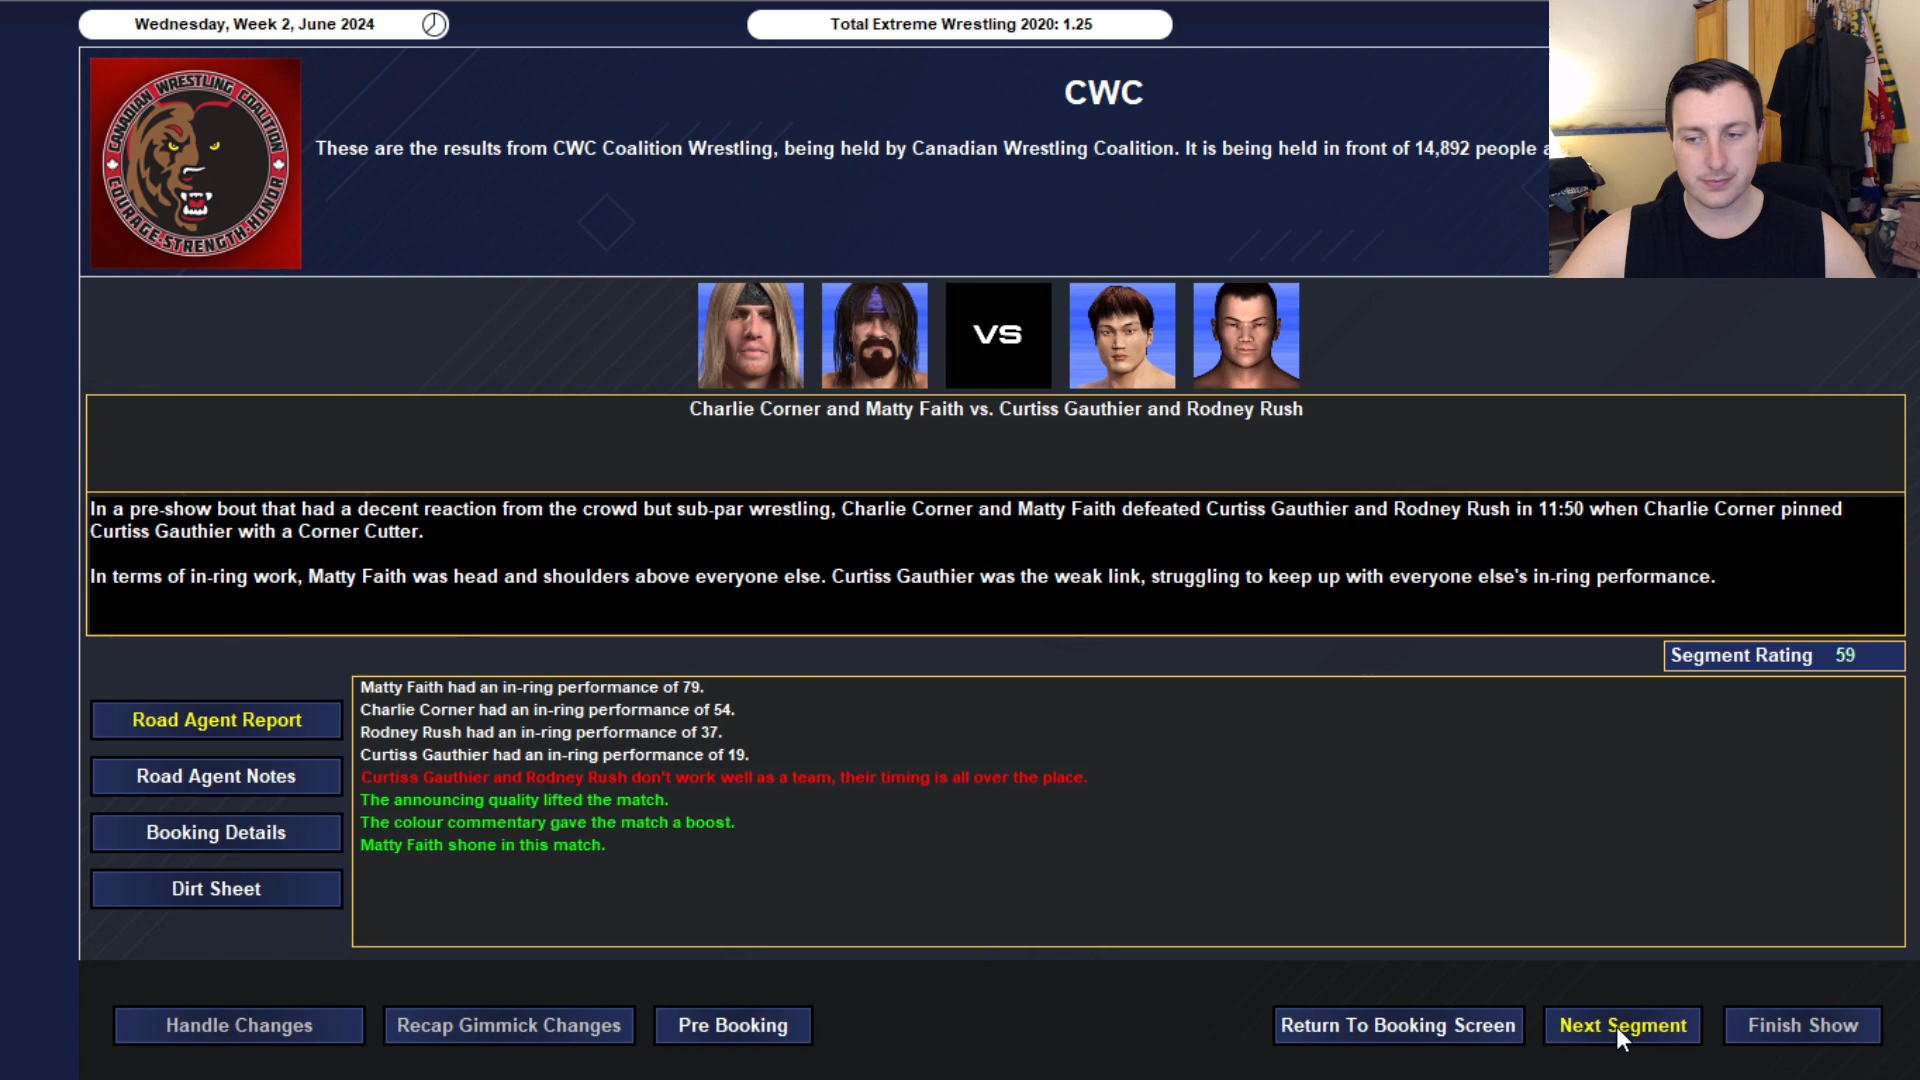 Wednesday, Week 2, June 2024
Total Extreme Wrestling 2020: 1.25
CANADIAN WRESTLING COALITION
COURAGE·STRENGTH·HONOR
CWC
These are the results from CWC Coalition Wrestling, being held by Canadian Wrestling Coalition. It is being held in front of 14,892 people
VS
Charlie Corner and Matty Faith vs. Curtiss Gauthier and Rodney Rush
In a pre-show bout that had a decent reaction from the crowd but sub-par wrestling, Charlie Corner and Matty Faith defeated Curtiss Gauthier and Rodney Rush in 11:50 when Charlie Corner pinned
Curtiss Gauthier with a Corner Cutter.
In terms of in-ring work, Matty Faith was head and shoulders above everyone else. Curtiss Gauthier was the weak link, struggling to keep up with everyone else's in-ring performance.
Segment Rating 59
Road Agent Report
Road Agent Notes
Booking Details
Dirt Sheet
Matty Faith had an in-ring performance of 79.
Charlie Corner had an in-ring performance of 54.
Rodney Rush had an in-ring performance of 37.
Curtiss Gauthier had an in-ring performance of 19.
Curtiss Gauthier and Rodney Rush don't work well as a team, their timing is all over the place.
The announcing quality lifted the match.
The colour commentary gave the match a boost.
Matty Faith shone in this match.
Handle Changes
Recap Gimmick Changes
Pre Booking
Return To Booking Screen
Next Segment
Finish Show